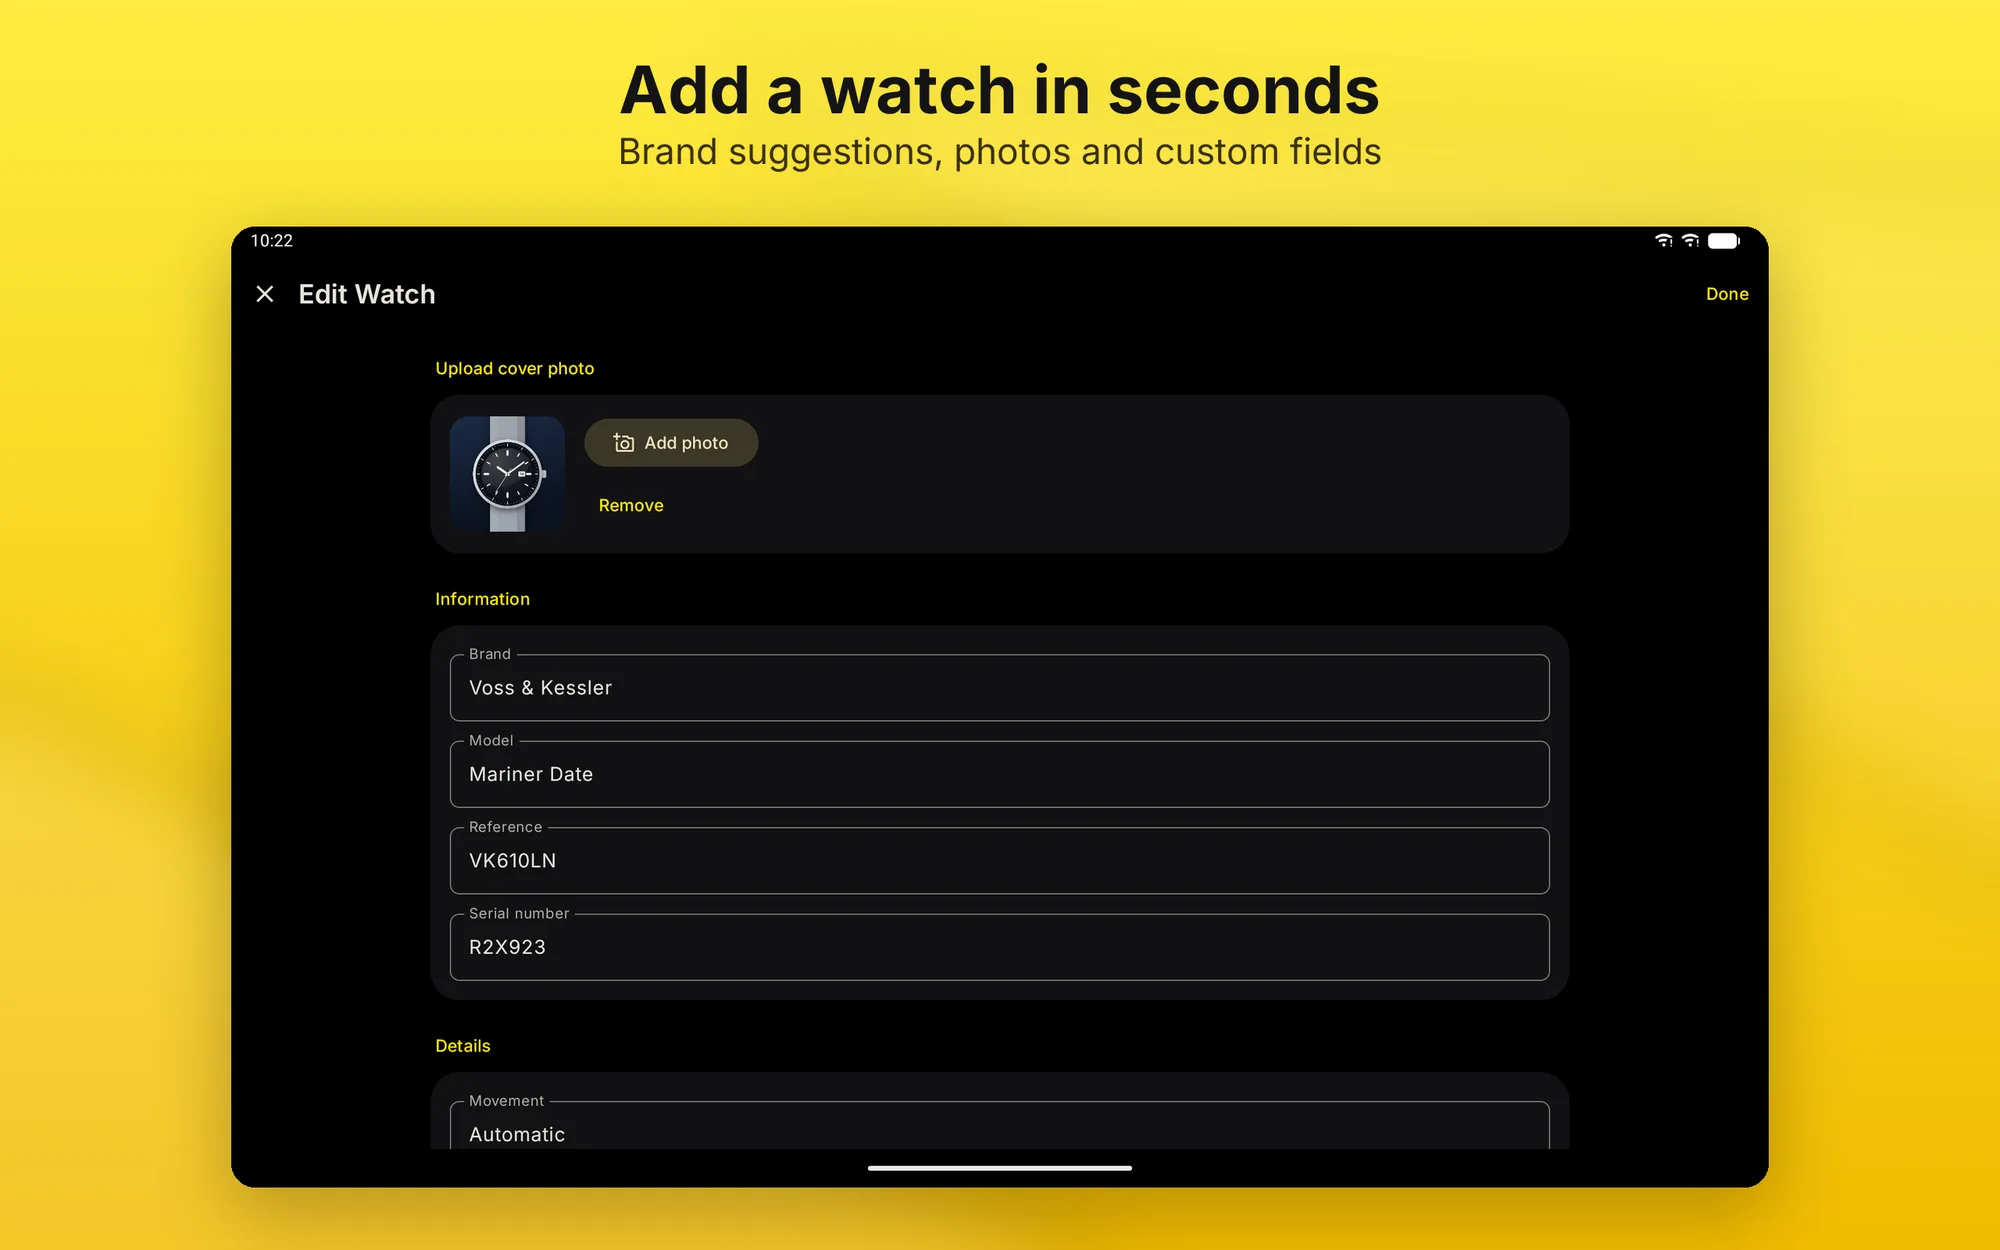 Add a watch in seconds
Brand suggestions, photos and custom fields
10:22
Edit Watch
Done
Upload cover photo
Add photo
Remove
Information
Brand
Voss & Kessler
Model
Mariner Date
Reference
VK610LN
Serial number
R2X923
Details
Movement
Automatic